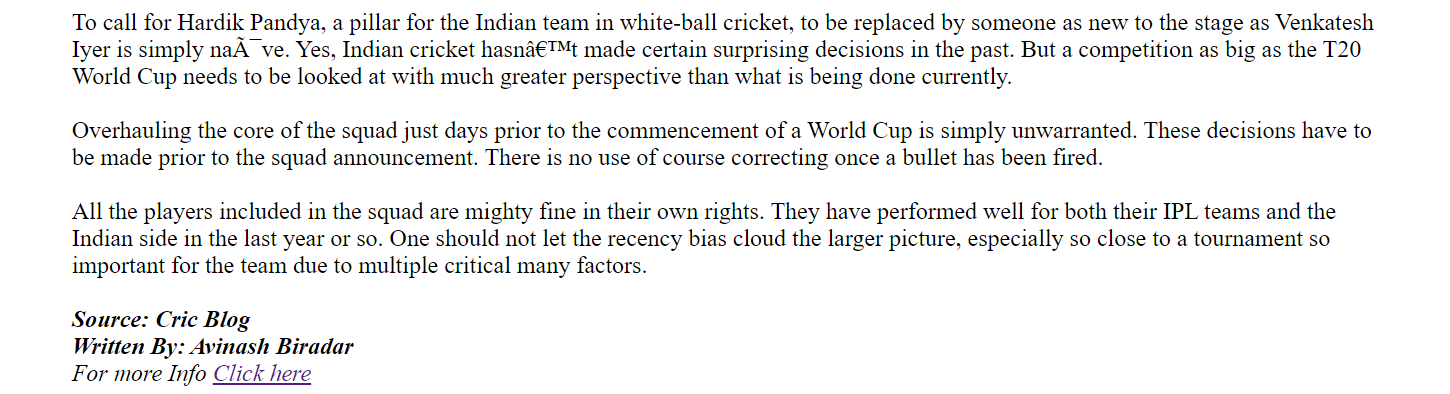 To call for Hardik Pandya, a pillar for the Indian team in white-ball cricket, to be replaced by someone as new to the stage as Venkatesh
Iyer is simply naÃ¯ve. Yes, Indian cricket hasnâ€™t made certain surprising decisions in the past. But a competition as big as the T20
World Cup needs to be looked at with much greater perspective than what is being done currently.
Overhauling the core of the squad just days prior to the commencement of a World Cup is simply unwarranted. These decisions have to
be made prior to the squad announcement. There is no use of course correcting once a bullet has been fired.
All the players included in the squad are mighty fine in their own rights. They have performed well for both their IPL teams and the
Indian side in the last year or so. One should not let the recency bias cloud the larger picture, especially so close to a tournament so
important for the team due to multiple critical many factors.
Source: Cric Blog
Written By: Avinash Biradar
For more Info Click here